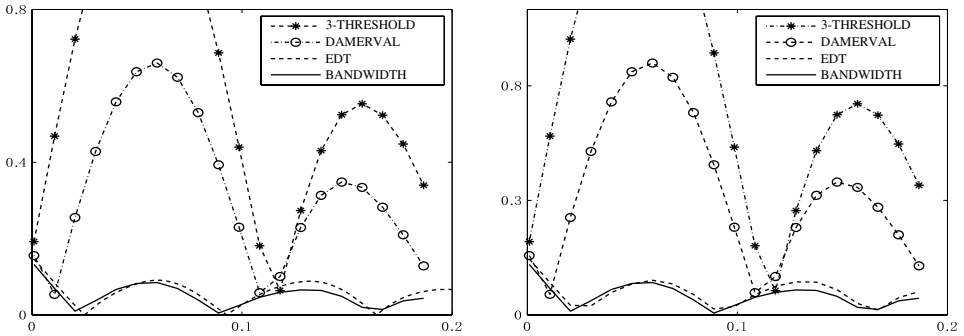 0.8
0.4
0
0
0.1
0.2
3-THRESHOLD
DAMERVAL
EDT
BANDWIDTH
0.8
0.3
0
0
0.1
0.2
3-THRESHOLD
DAMERVAL
EDT
BANDWIDTH